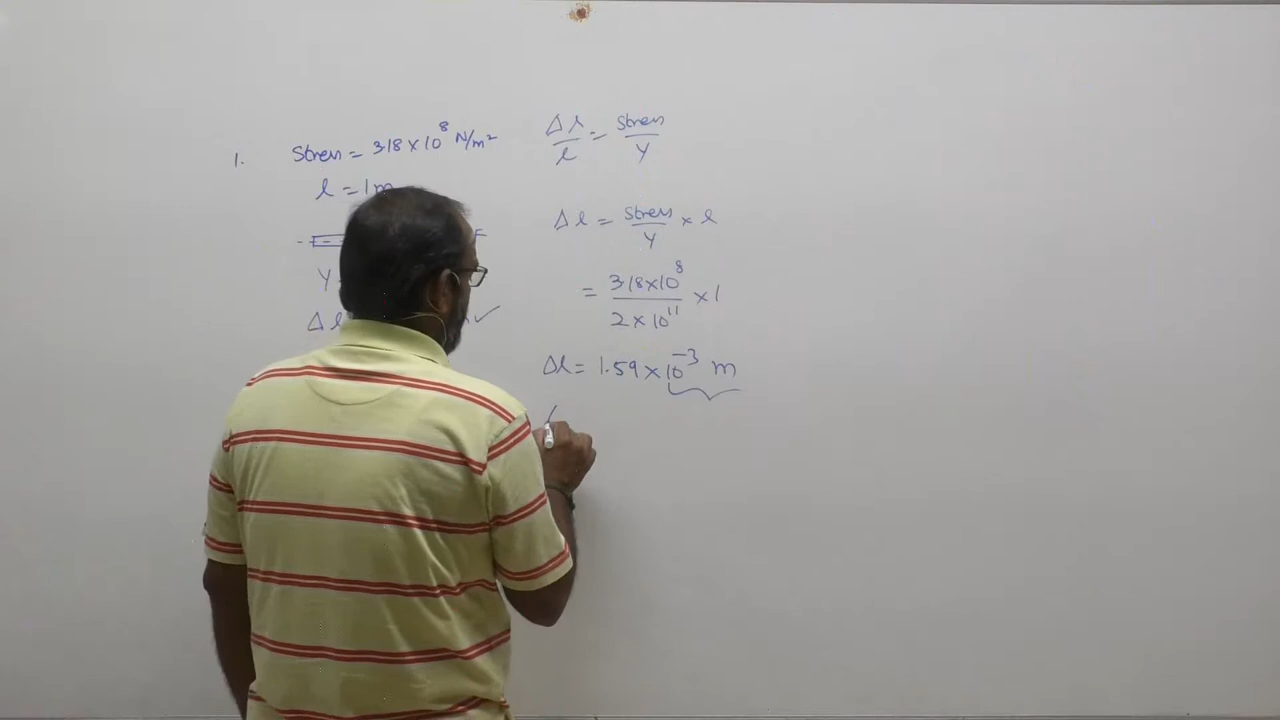 1. Stress = 3.18 × 10⁸ N/m²
l = 1 m
F
Y
Δl ✓
Δl/l = Stress/Y
Δl = Stress/Y × l
= 3.18×10⁸/2×10¹¹ × 1
Δl = 1.59 × 10⁻³ m